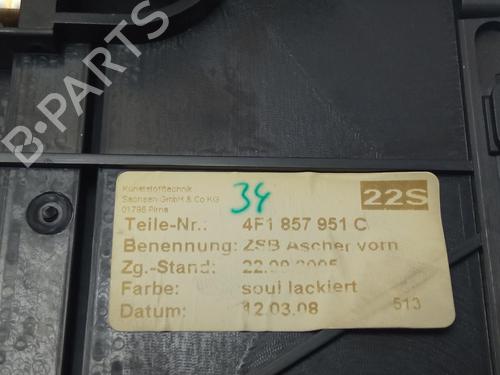 B-PARTS
Kunststofftechnik
Sachsen GmbH & Co KG
01796 Pirna
34
22S
Teile-Nr.: 4F1 857 951 C
Benennung: ZSB Ascher vorn
Zg.-Stand: 22.09.2005
Farbe: soul lackiert
Datum: 12.03.08
513